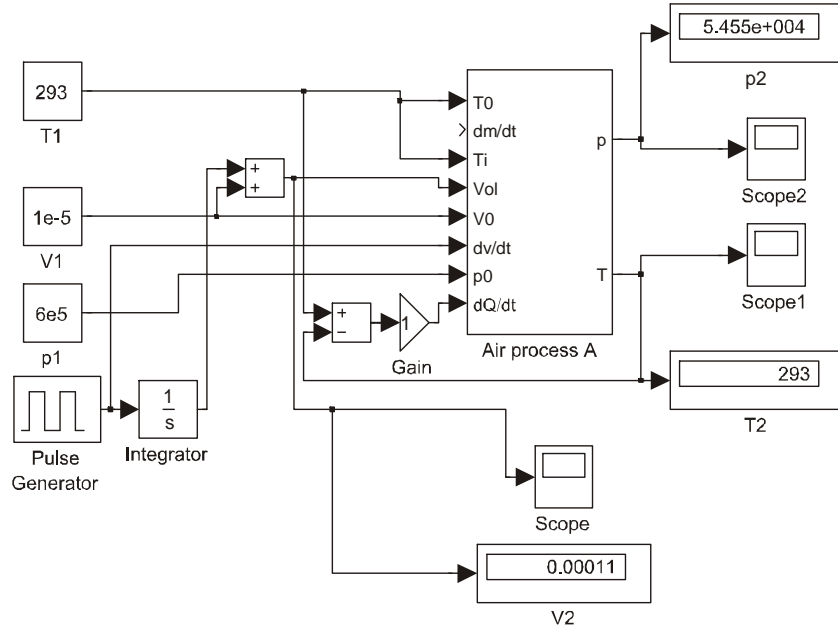 5.455e+004
p2
293
T1
T0
dm/dt
Ti
Vol
V0
dv/dt
p0
dQ/dt
p
T
Air process A
+
+
Scope2
1e-5
V1
Scope1
6e5
p1
+
−
1
Gain
293
T2
Pulse
Generator
1
s
Integrator
Scope
0.00011
V2